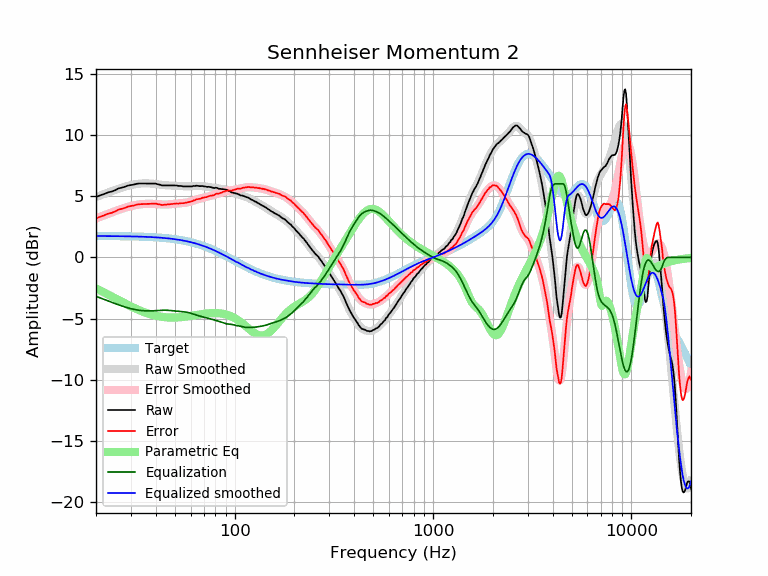 Sennheiser Momentum 2
15
10
5
0
−5
−10
−15
−20
Amplitude (dBr)
Target
Raw Smoothed
Error Smoothed
Raw
Error
Parametric Eq
Equalization
Equalized smoothed
100
1000
10000
Frequency (Hz)